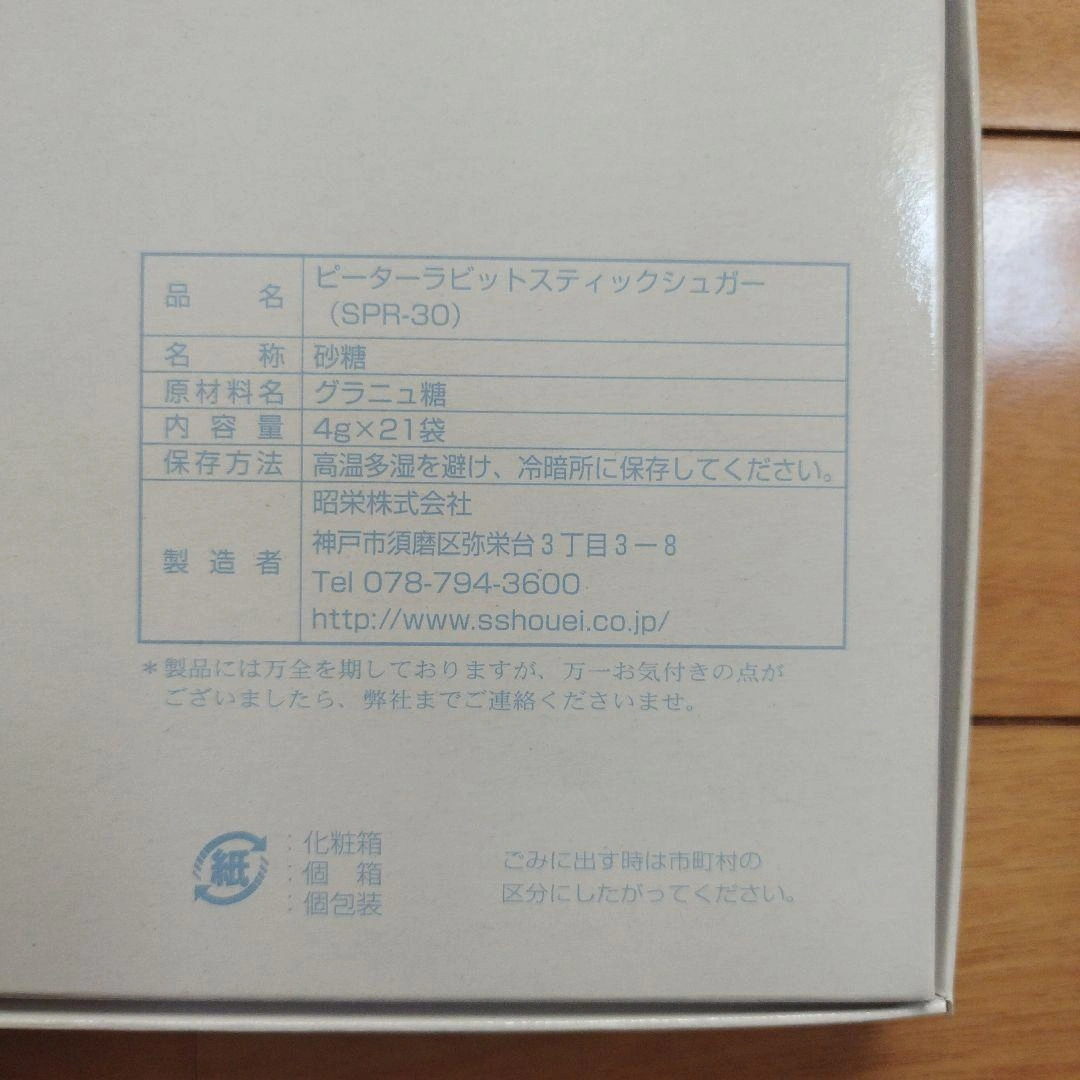 品名 ピーターラビットスティックシュガー
（SPR-30）
名称 砂糖
原材料名 グラニュ糖
内容量 4g×21袋
保存方法 高温多湿を避け、冷暗所に保存してください。
製造者 昭栄株式会社
神戸市須磨区弥栄台3丁目3－8
Tel 078-794-3600
http://www.sshouei.co.jp/
＊製品には万全を期しておりますが、万一お気付きの点が
ございましたら、弊社までご連絡くださいませ。
紙
：化粧箱
：個　箱
：個包装
ごみに出す時は市町村の
区分にしたがってください。